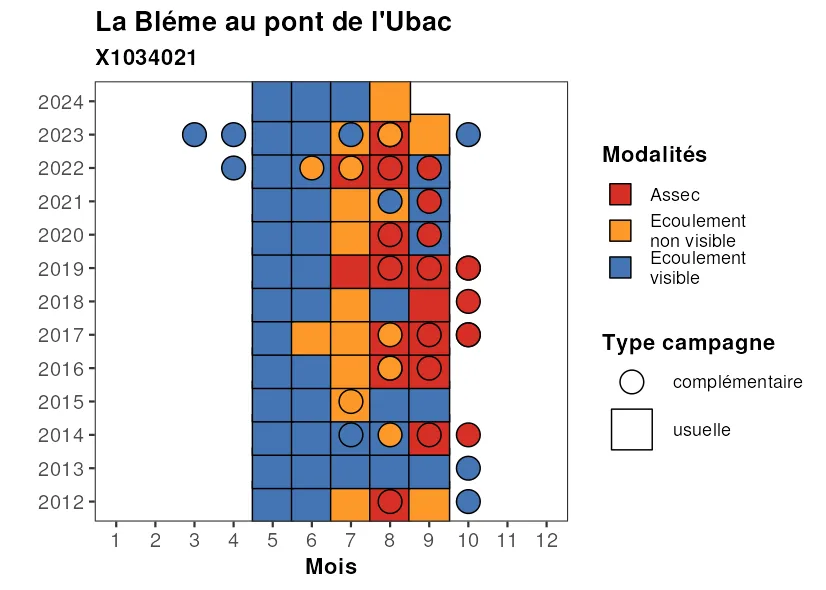 La Bléme au pont de l'Ubac
X1034021
2024
2023
2022
2021
2020
2019
2018
2017
2016
2015
2014
2013
2012
1 2 3 4 5 6 7 8 9 10 11 12
Mois
Modalités
Assec
Ecoulement
non visible
Ecoulement
visible
Type campagne
complémentaire
usuelle